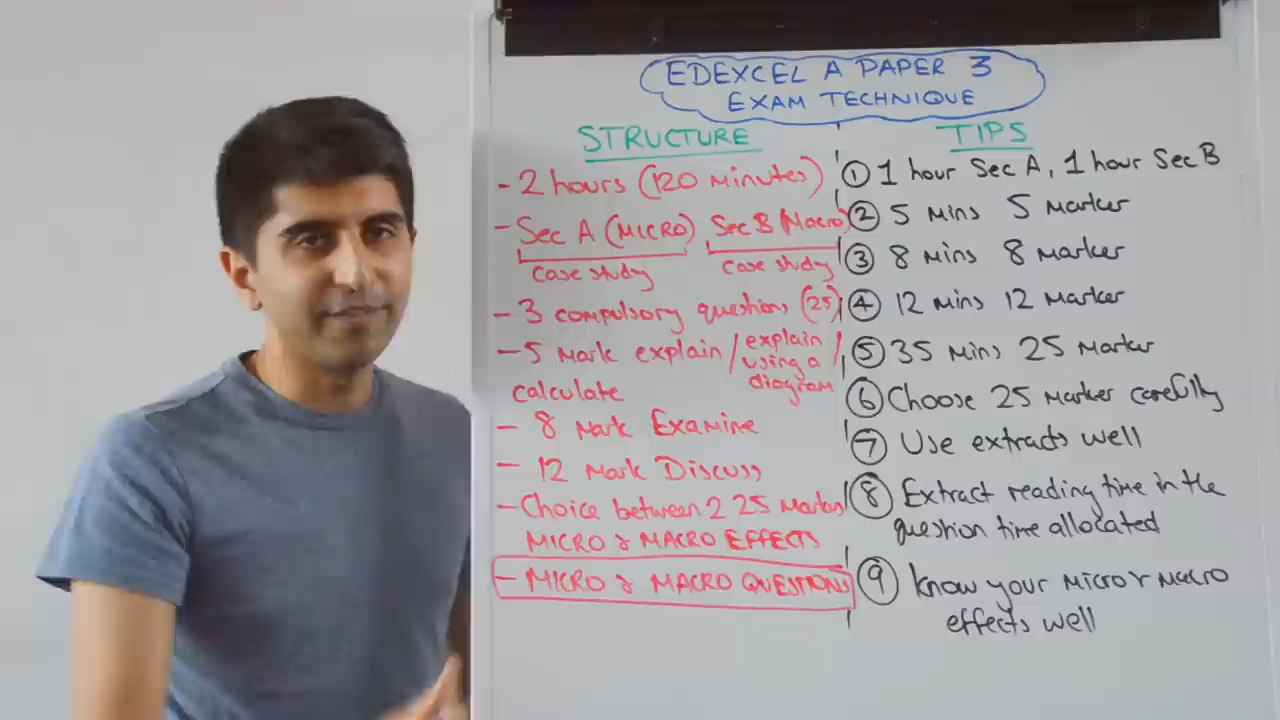 EDEXCEL A PAPER 3
EXAM TECHNIQUE
STRUCTURE
- 2 hours (120 minutes)
- Sec A (MICRO) Sec B (Macro)
case study case study
- 3 compulsory questions (25)
- 5 Mark explain / explain using a diagram /
calculate
- 8 Mark Examine
- 12 Mark Discuss
- Choice between 2 25 Markers
MICRO & MACRO EFFECTS
- MICRO & MACRO QUESTIONS
TIPS
① 1 hour Sec A, 1 hour Sec B
② 5 Mins 5 Marker
③ 8 Mins 8 Marker
④ 12 Mins 12 Marker
⑤ 35 Mins 25 Marker
⑥ Choose 25 Marker carefully
⑦ Use extracts well
⑧ Extract reading time in the
question time allocated
⑨ Know your Micro & Macro
effects well